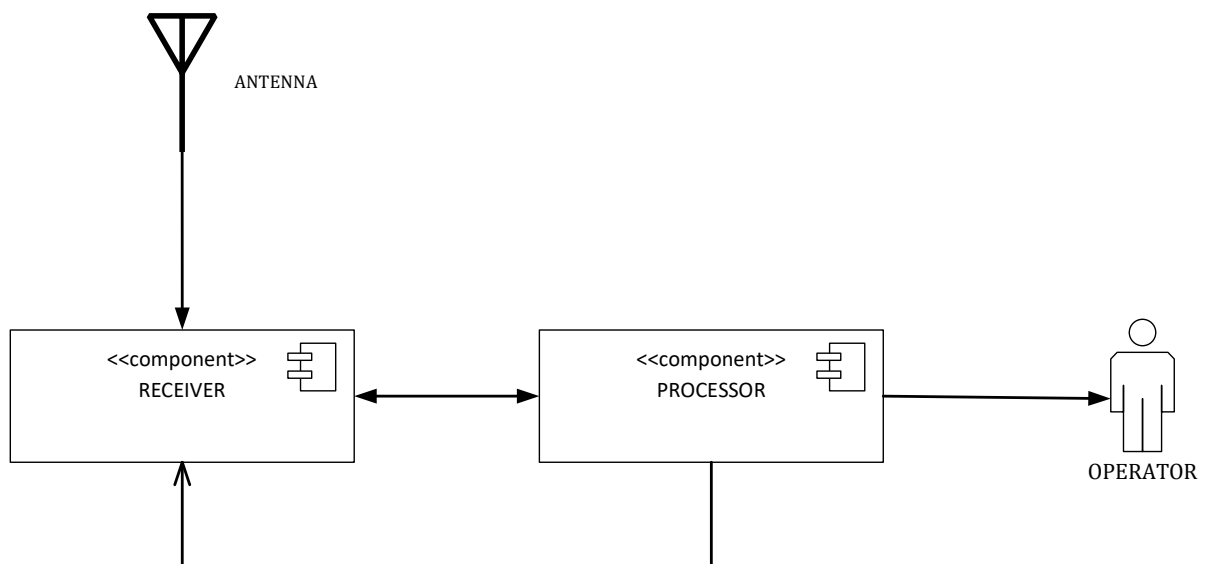 ANTENNA
<<component>>
RECEIVER
<<component>>
PROCESSOR
OPERATOR